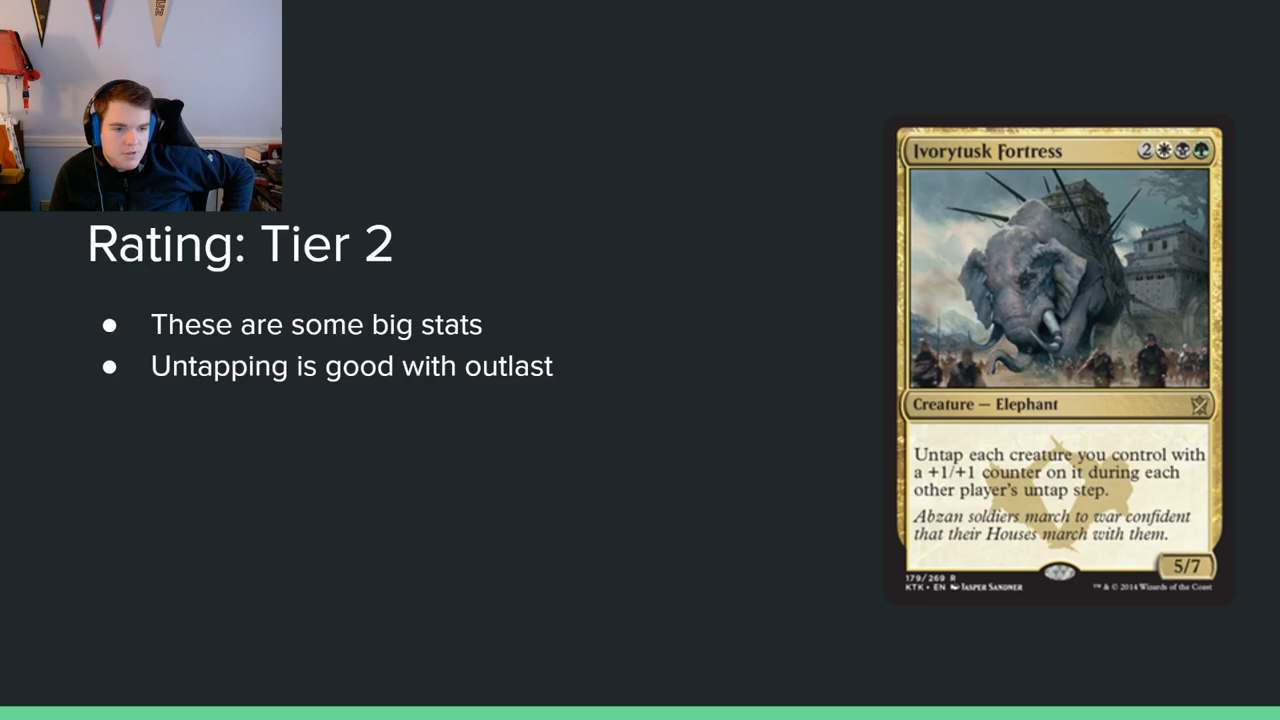 Rating: Tier 2
● These are some big stats
● Untapping is good with outlast
Ivorytusk Fortress
2
Creature — Elephant
Untap each creature you control with
a +1/+1 counter on it during each
other player's untap step.
Abzan soldiers march to war confident
that their Houses march with them.
5/7
179/269 R
KTK • EN Jasper Sandner
™ & © 2014 Wizards of the Coast